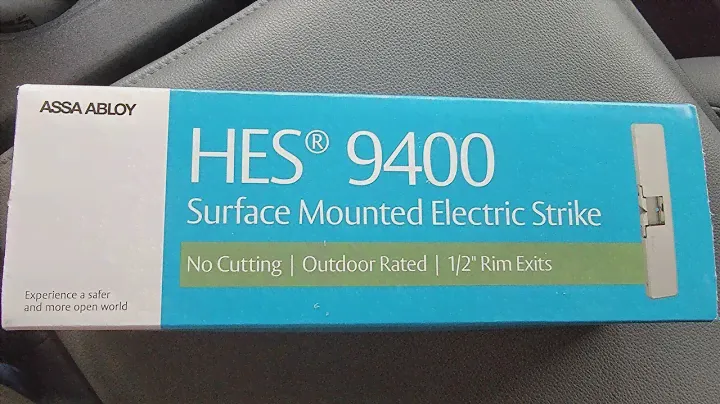 ASSA ABLOY
HES® 9400
Surface Mounted Electric Strike
No Cutting | Outdoor Rated | 1/2" Rim Exits
Experience a safer
and more open world